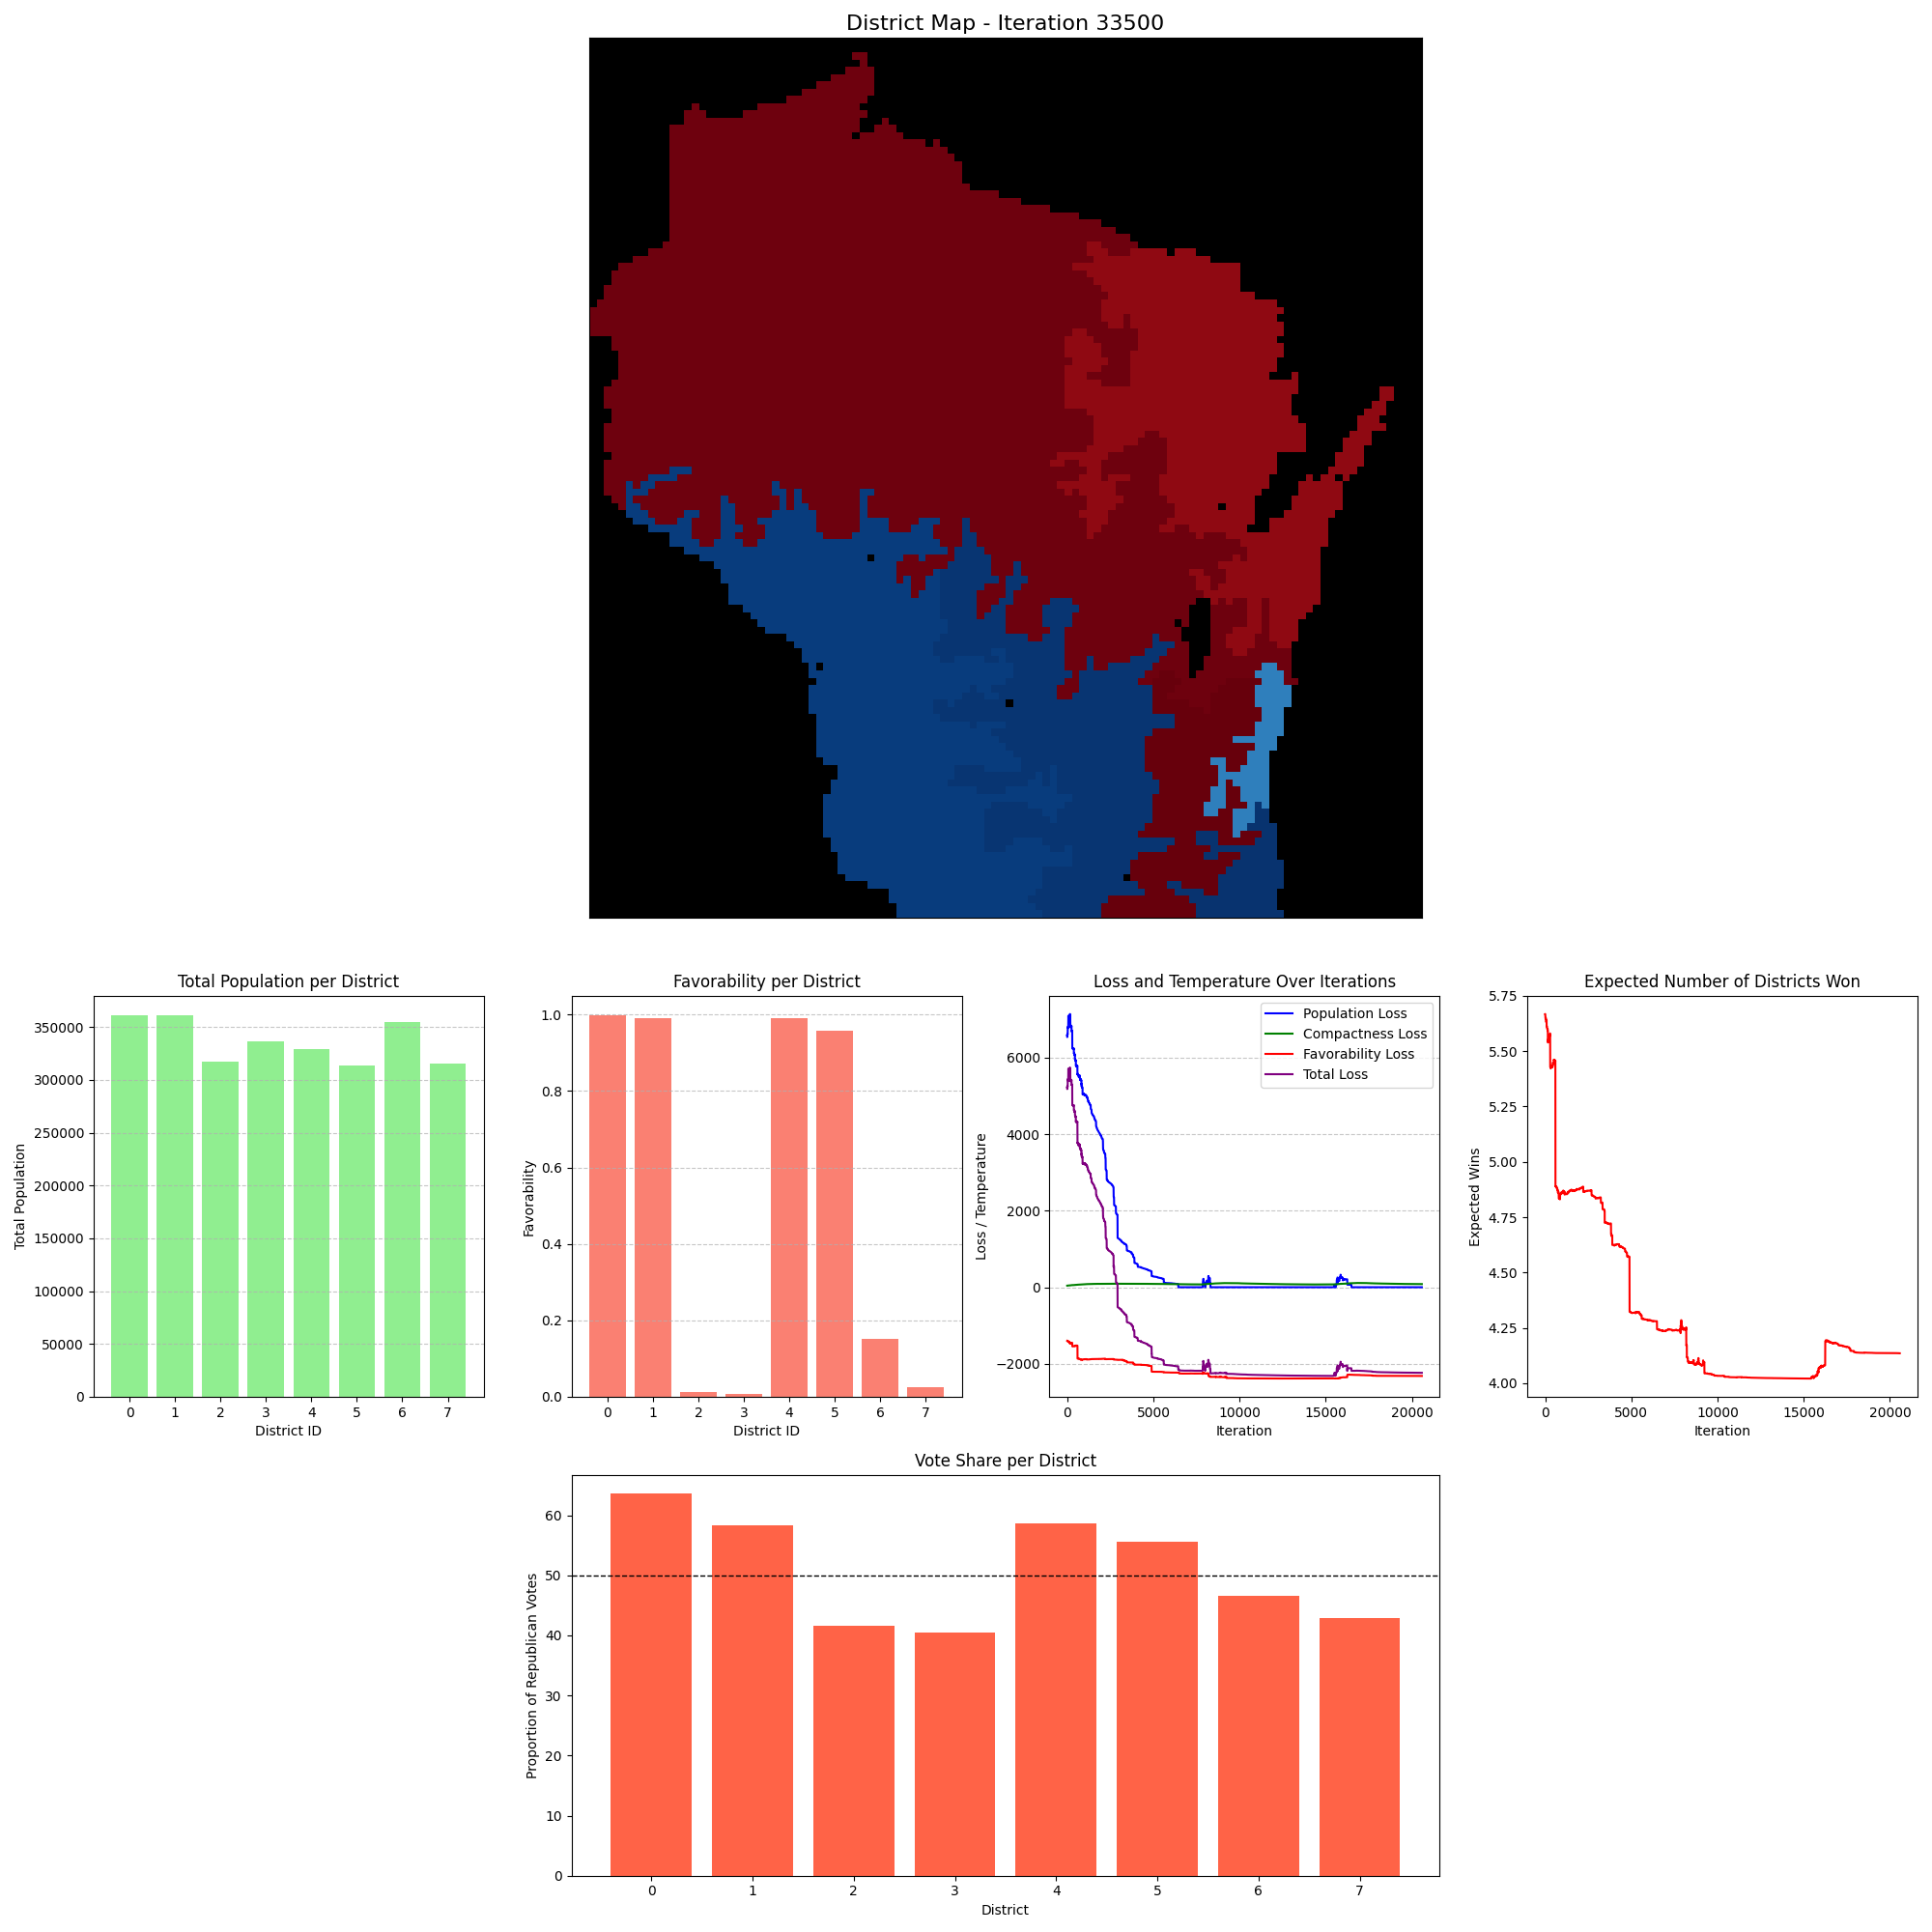 District Map - Iteration 33500
Total Population per District
Total Population
350000
300000
250000
200000
150000
100000
50000
0
0 1 2 3 4 5 6 7
District ID
Favorability per District
Favorability
1.0
0.8
0.6
0.4
0.2
0.0
0 1 2 3 4 5 6 7
District ID
Loss and Temperature Over Iterations
Loss / Temperature
6000
4000
2000
0
−2000
Population Loss
Compactness Loss
Favorability Loss
Total Loss
0 5000 10000 15000 20000
Iteration
Expected Number of Districts Won
Expected Wins
5.75
5.50
5.25
5.00
4.75
4.50
4.25
4.00
0 5000 10000 15000 20000
Iteration
Vote Share per District
Proportion of Republican Votes
60
50
40
30
20
10
0
0 1 2 3 4 5 6 7
District